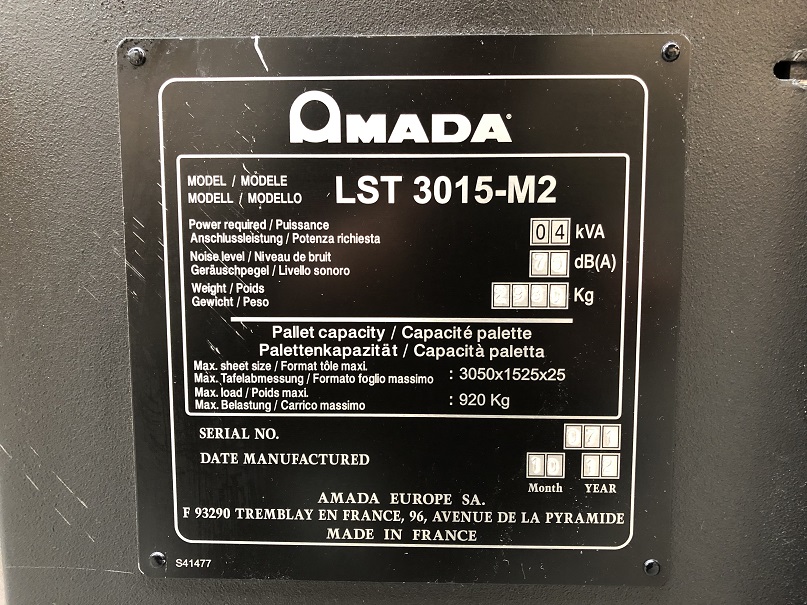 AMADA
MODEL / MODELE
MODELL / MODELLO
LST 3015-M2
Power required / Puissance
Anschlussleistung / Potenza richiesta
04 kVA
Noise level / Niveau de bruit
Geräuschpegel / Livello sonoro
dB(A)
Weight / Poids
Gewicht / Peso
Kg
Pallet capacity / Capacité palette
Palettenkapazität / Capacità paletta
Max. sheet size / Format tôle maxi.
Max. Tafelabmessung / Formato foglio massimo
: 3050x1525x25
Max. load / Poids maxi.
Max. Belastung / Carrico massimo
: 920 Kg
SERIAL NO.
DATE MANUFACTURED
Month YEAR
AMADA EUROPE SA.
F 93290 TREMBLAY EN FRANCE, 96, AVENUE DE LA PYRAMIDE
MADE IN FRANCE
S41477